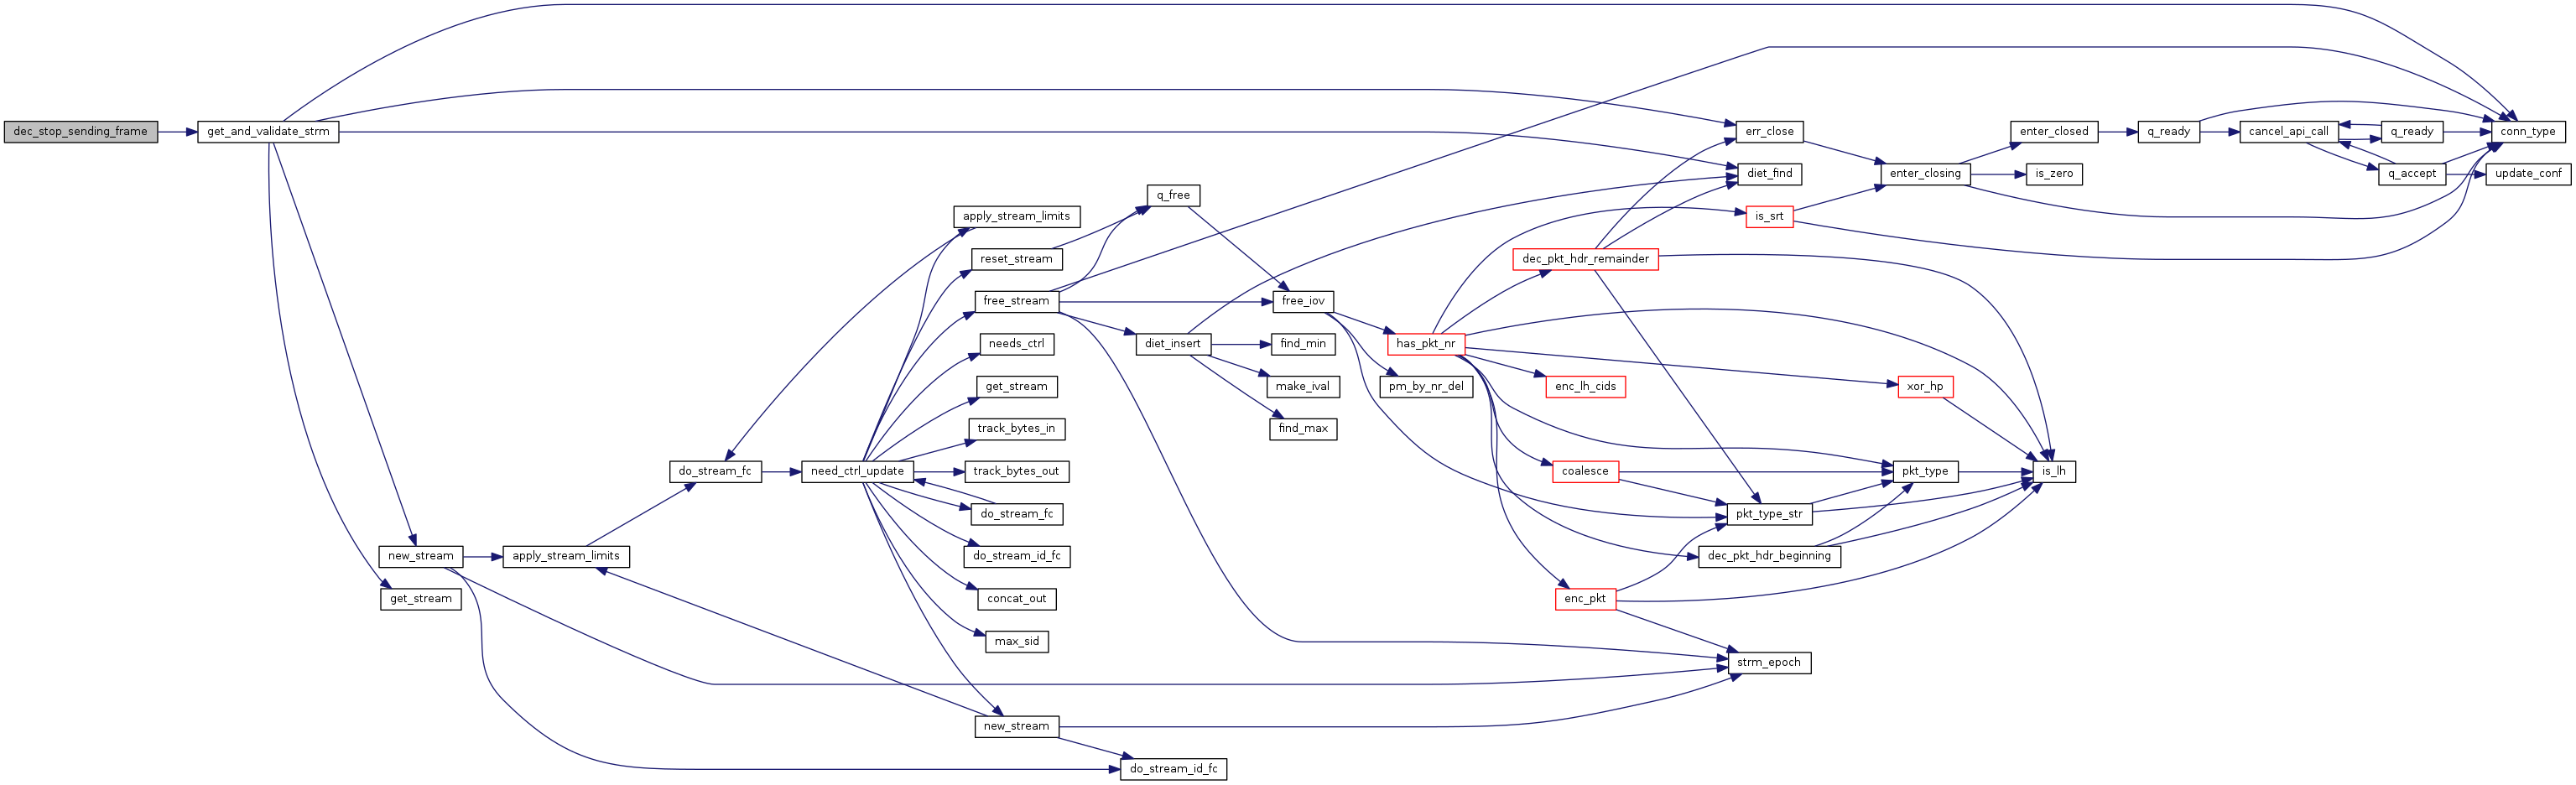 dec_stop_sending_frame
get_and_validate_strm
new_stream
get_stream
apply_stream_limits
do_stream_fc
need_ctrl_update
apply_stream_limits
reset_stream
free_stream
needs_ctrl
get_stream
track_bytes_in
track_bytes_out
do_stream_fc
do_stream_id_fc
concat_out
max_sid
new_stream
q_free
diet_insert
do_stream_id_fc
free_iov
find_min
make_ival
find_max
has_pkt_nr
pm_by_nr_del
dec_pkt_hdr_remainder
enc_lh_cids
coalesce
enc_pkt
err_close
diet_find
is_srt
pkt_type_str
dec_pkt_hdr_beginning
strm_epoch
enter_closing
xor_hp
pkt_type
enter_closed
is_zero
is_lh
q_ready
cancel_api_call
q_ready
q_accept
conn_type
update_conf